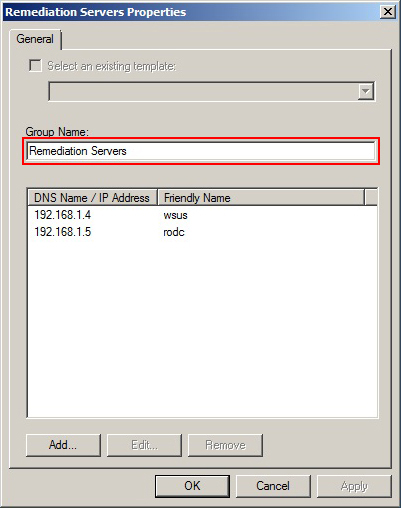 Remediation Servers Properties
General
Select an existing template:
Group Name:
Remediation Servers
DNS Name / IP Address Friendly Name
192.168.1.4 wsus
192.168.1.5 rodc
Add... Edit... Remove
OK Cancel Apply